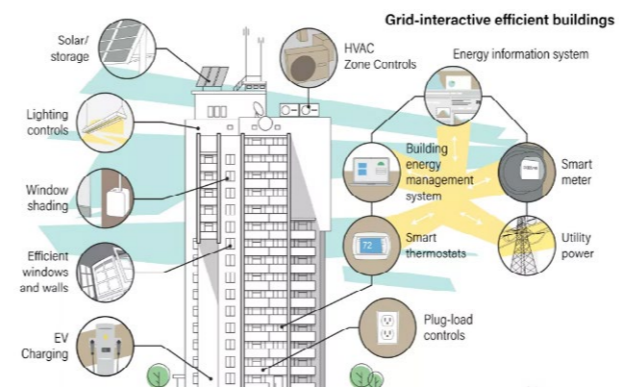 Grid-interactive efficient buildings
Solar/
storage
HVAC
Zone Controls
Energy information system
Lighting
controls
Building
energy
management
system
Smart
meter
Window
shading
Smart
thermostats
72
Utility
power
Efficient
windows
and walls
Plug-load
controls
EV
Charging